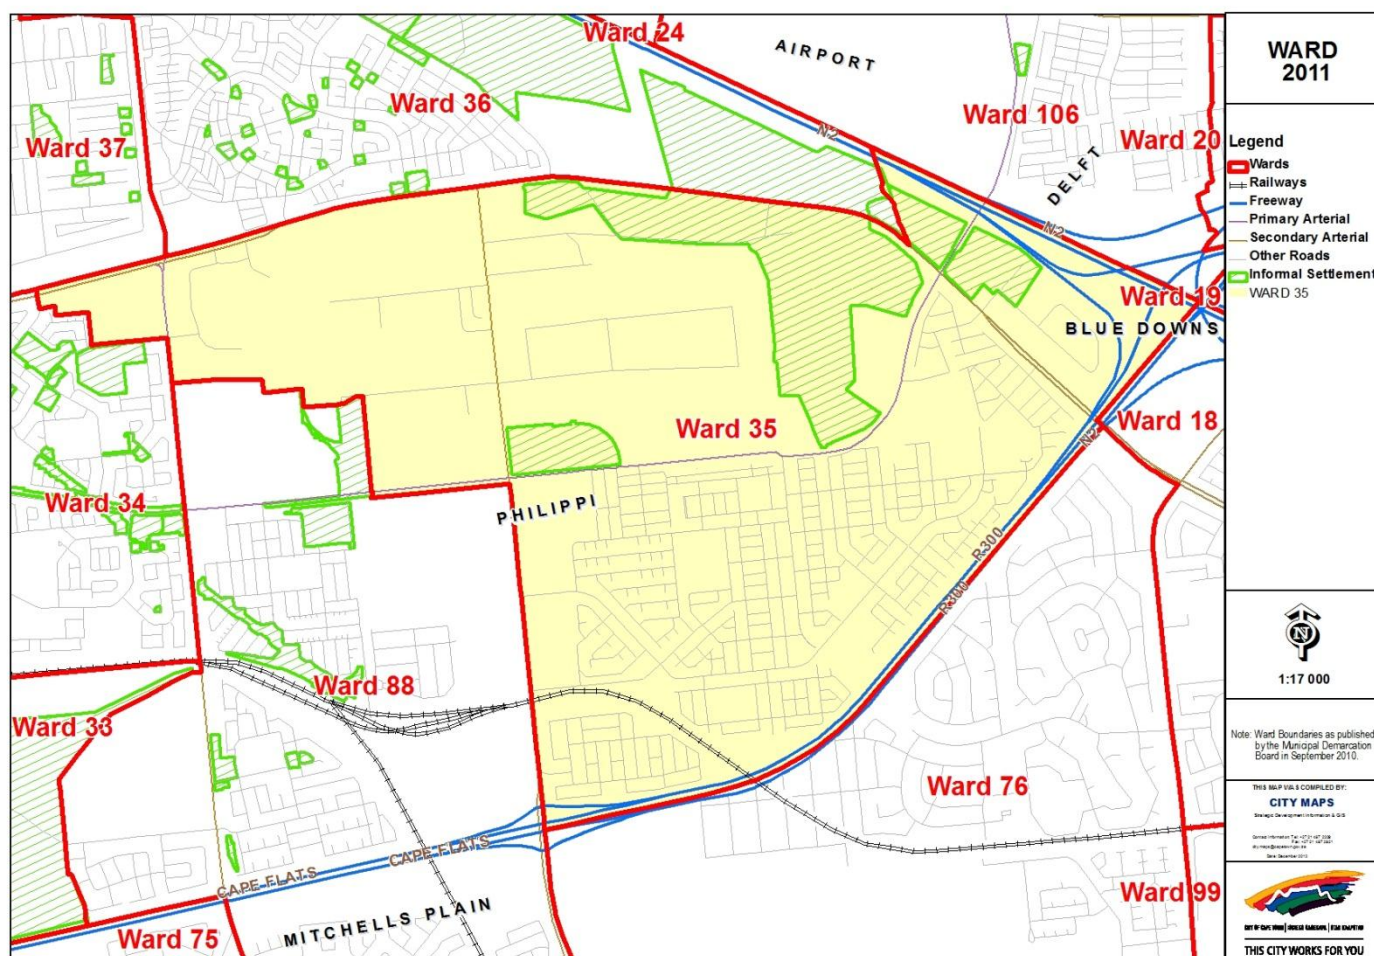 Ward 24
AIRPORT
Ward 36
Ward 106
Ward 20
Ward 37
N2
DELFT
N2
Ward 19
BLUE DOWNS
Ward 35
Ward 18
N2
Ward 34
PHILIPPI
R300
R300
Ward 88
Ward 33
Ward 76
CAPE FLATS
CAPE FLATS
Ward 99
MITCHELLS PLAIN
Ward 75
WARD
2011
Legend
Wards
Railways
Freeway
Primary Arterial
Secondary Arterial
Other Roads
Informal Settlement
WARD 35
N
1:17 000
Note: Ward Boundaries as published
by the Municipal Demarcation
Board in September 2010.
THIS MAP WAS COMPILED BY:
CITY MAPS
Strategic Development Information & GIS
THIS CITY WORKS FOR YOU